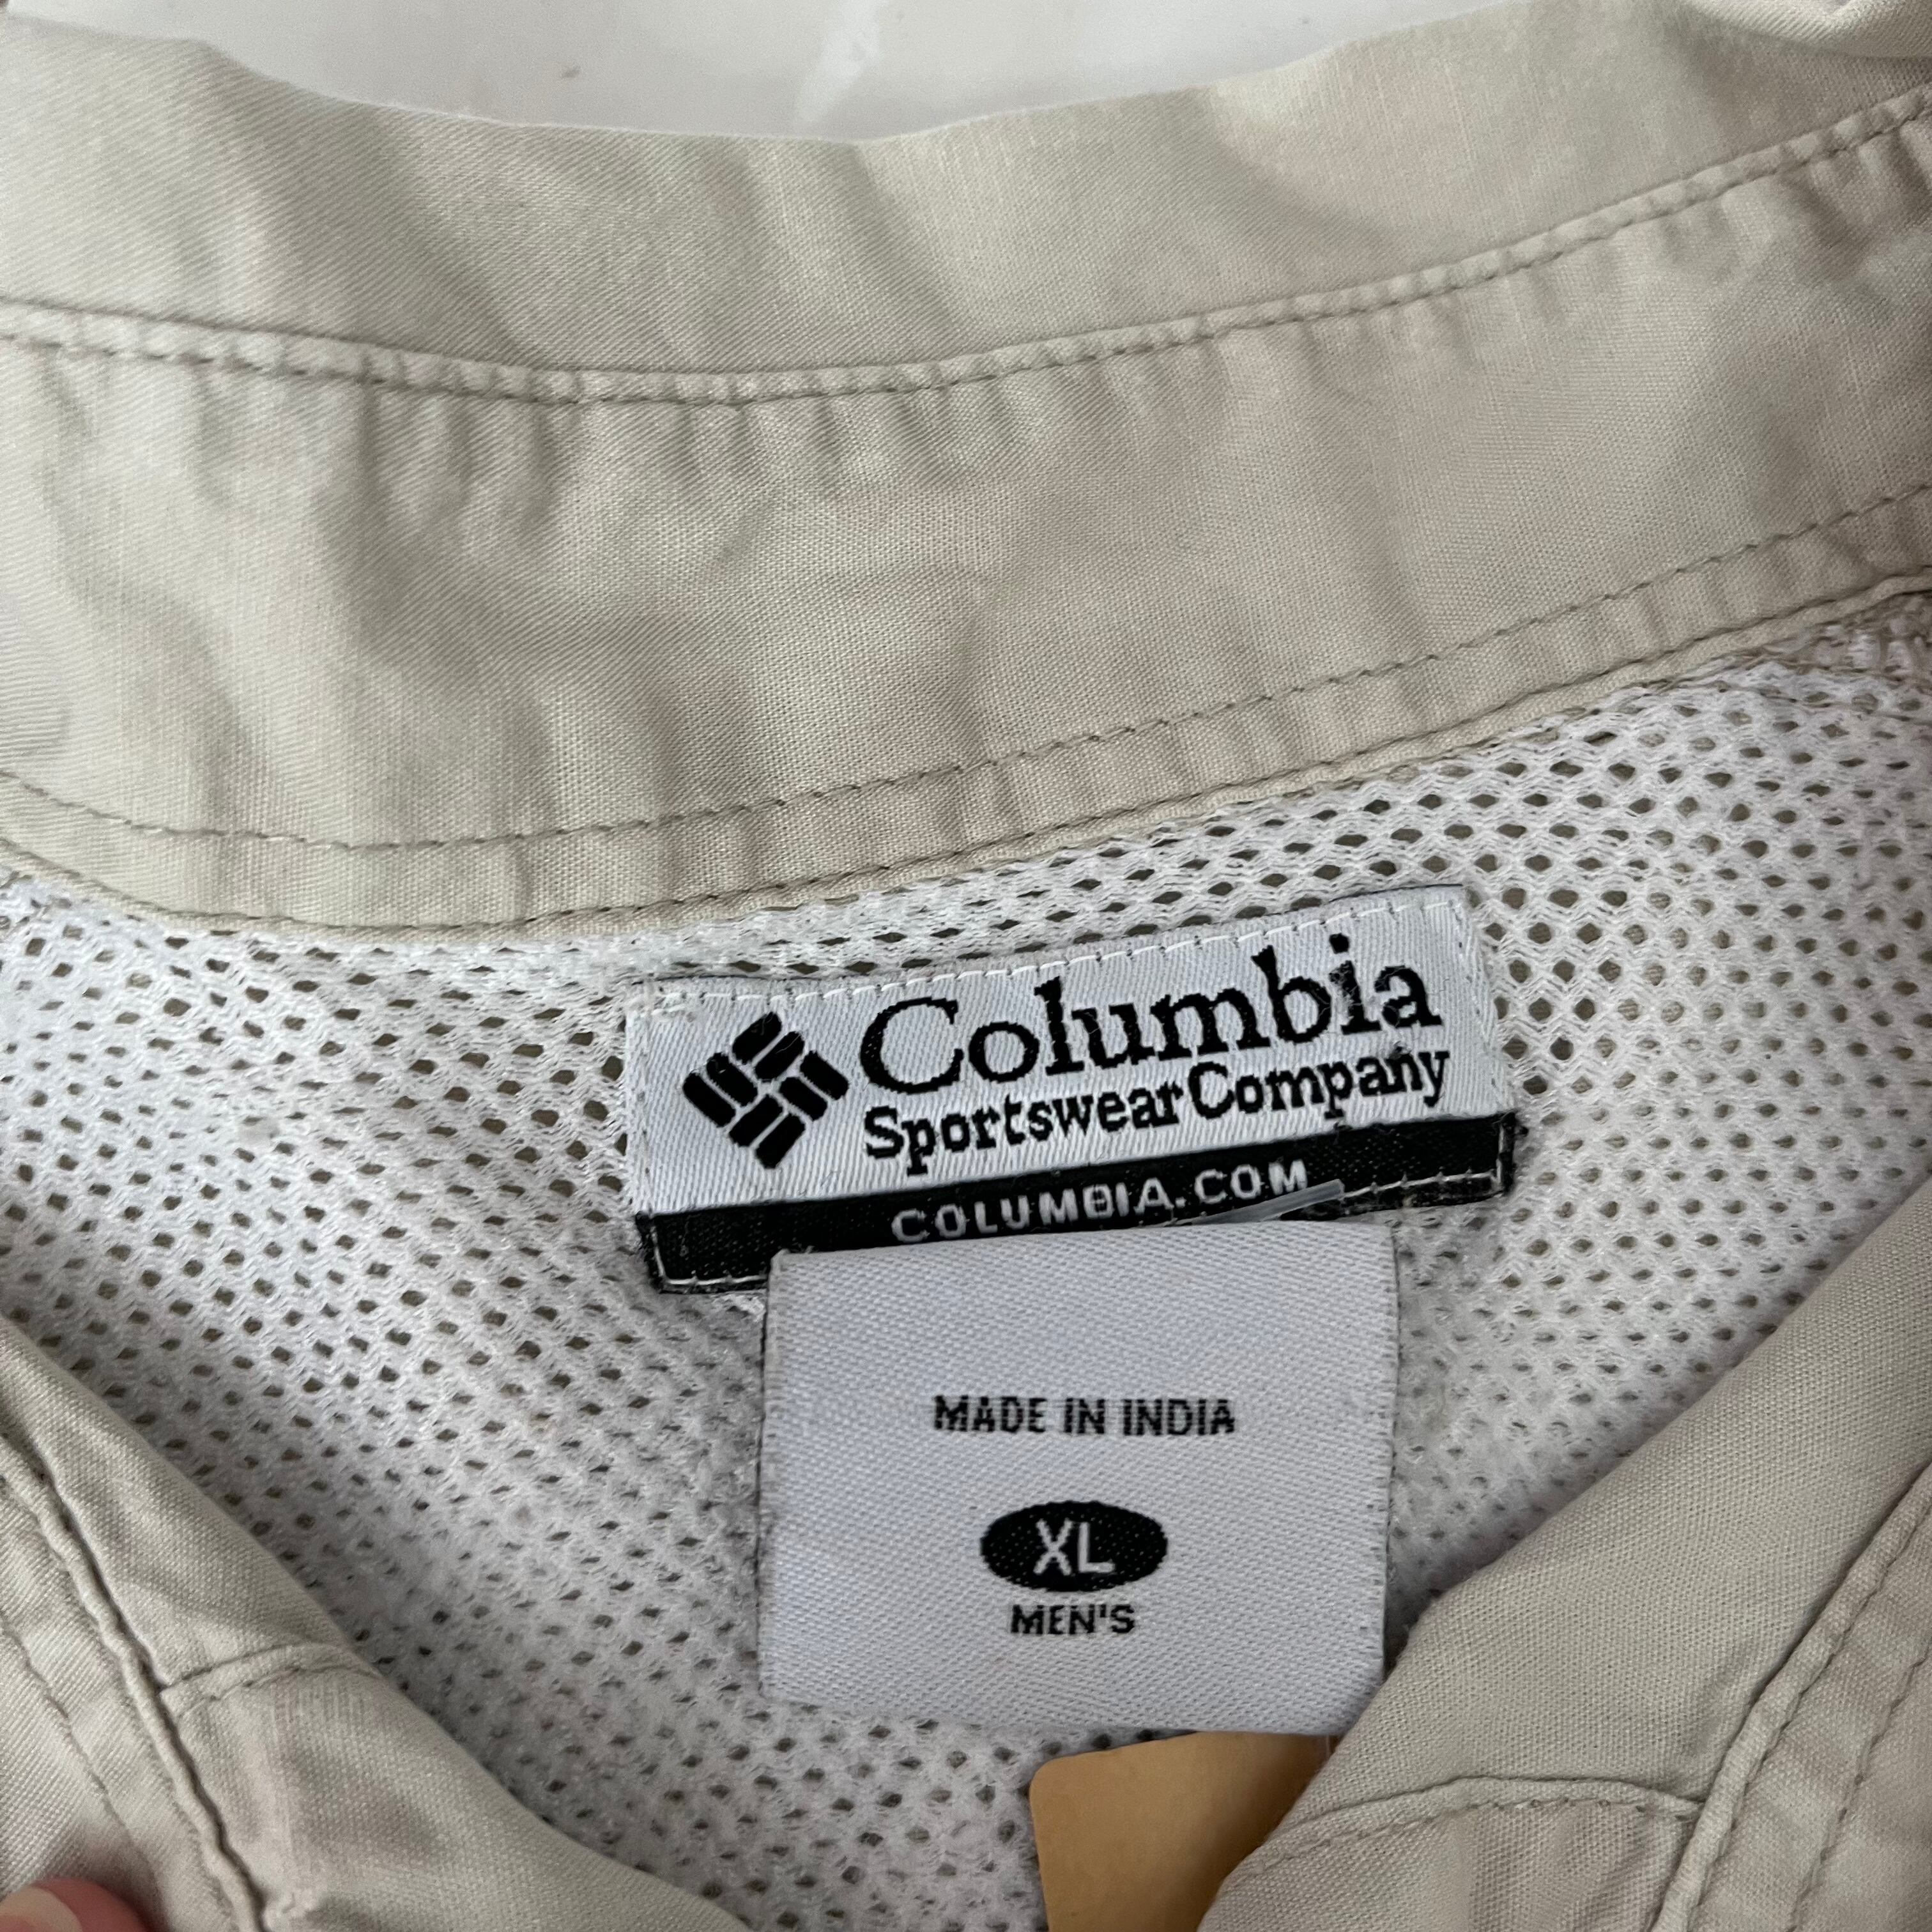 Columbia
Sportswear Company
COLUMBIA.COM
MADE IN INDIA
XL
MEN'S